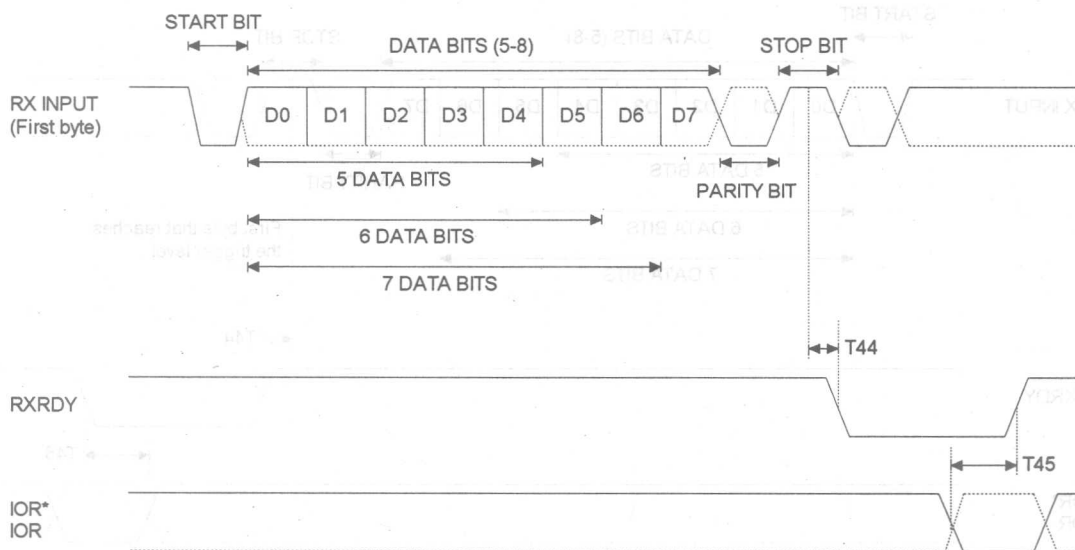 START BIT
DATA BITS (5-8)
STOP BIT
RX INPUT
(First byte)
D0 D1 D2 D3 D4 D5 D6 D7
5 DATA BITS
PARITY BIT
6 DATA BITS
7 DATA BITS
T44
RXRDY
T45
IOR*
IOR